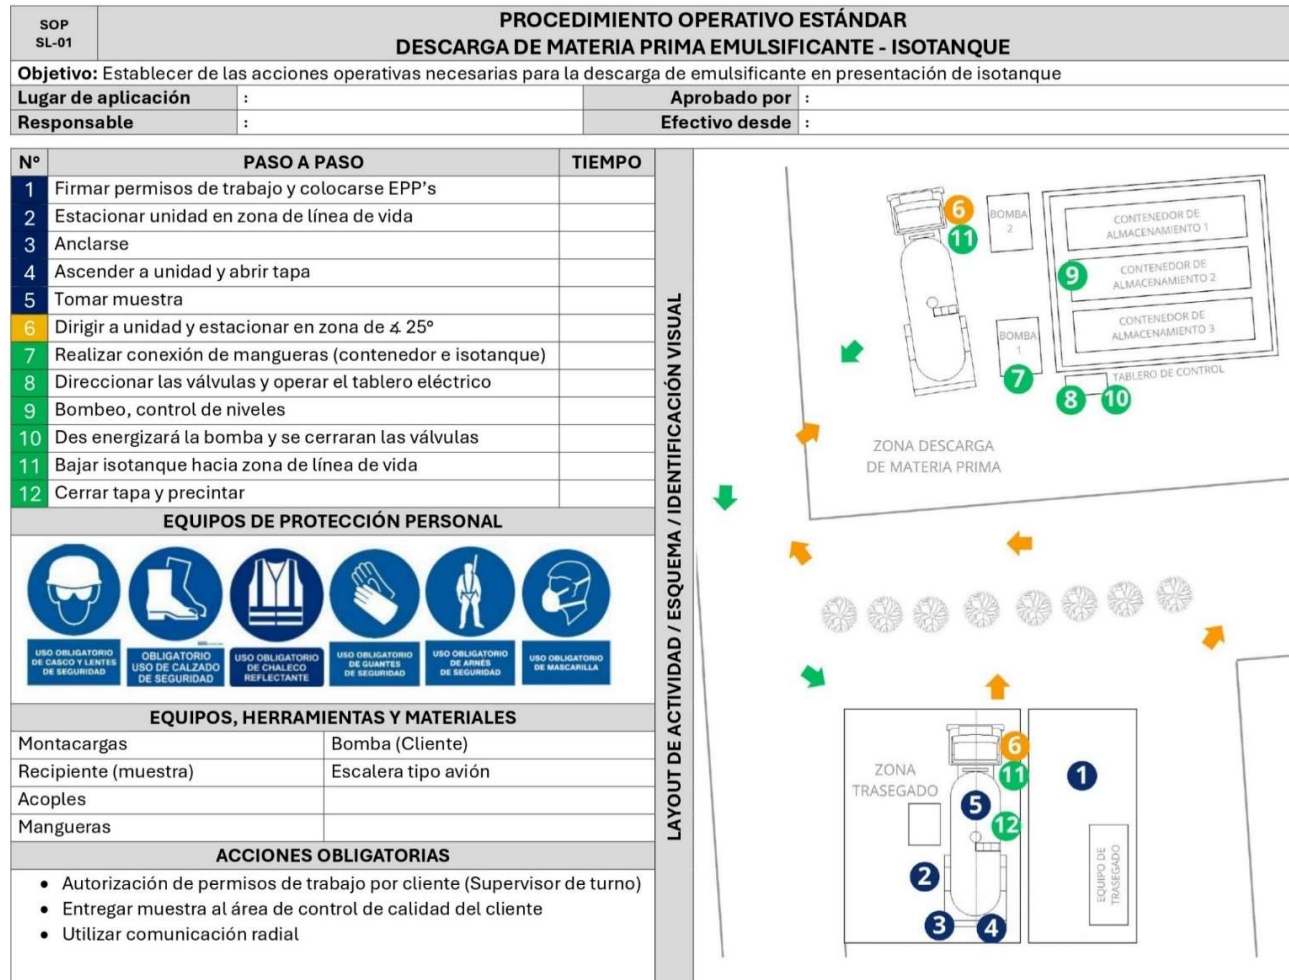 SOP
SL-01
PROCEDIMIENTO OPERATIVO ESTÁNDAR
DESCARGA DE MATERIA PRIMA EMULSIFICANTE - ISOTANQUE
Objetivo: Establecer de las acciones operativas necesarias para la descarga de emulsificante en presentación de isotanque
Lugar de aplicación :
Aprobado por :
Responsable :
Efectivo desde :
N° PASO A PASO TIEMPO
1 Firmar permisos de trabajo y colocarse EPP's
2 Estacionar unidad en zona de línea de vida
3 Anclarse
4 Ascender a unidad y abrir tapa
5 Tomar muestra
6 Dirigir a unidad y estacionar en zona de ∡ 25°
7 Realizar conexión de mangueras (contenedor e isotanque)
8 Direccionar las válvulas y operar el tablero eléctrico
9 Bombeo, control de niveles
10 Des energizará la bomba y se cerraran las válvulas
11 Bajar isotanque hacia zona de línea de vida
12 Cerrar tapa y precintar
EQUIPOS DE PROTECCIÓN PERSONAL
USO OBLIGATORIO
DE CASCO Y LENTES
DE SEGURIDAD
OBLIGATORIO
USO DE CALZADO
DE SEGURIDAD
USO OBLIGATORIO
DE CHALECO
REFLECTANTE
USO OBLIGATORIO
DE GUANTES
DE SEGURIDAD
USO OBLIGATORIO
DE ARNÉS
DE SEGURIDAD
USO OBLIGATORIO
DE MASCARILLA
EQUIPOS, HERRAMIENTAS Y MATERIALES
Montacargas Bomba (Cliente)
Recipiente (muestra) Escalera tipo avión
Acoples
Mangueras
ACCIONES OBLIGATORIAS
• Autorización de permisos de trabajo por cliente (Supervisor de turno)
• Entregar muestra al área de control de calidad del cliente
• Utilizar comunicación radial
LAYOUT DE ACTIVIDAD / ESQUEMA / IDENTIFICACIÓN VISUAL
6
11
BOMBA
2
CONTENEDOR DE
ALMACENAMIENTO 1
9
CONTENEDOR DE
ALMACENAMIENTO 2
CONTENEDOR DE
ALMACENAMIENTO 3
BOMBA
1
7
TABLERO DE CONTROL
8
10
ZONA DESCARGA
DE MATERIA PRIMA
ZONA
TRASEGADO
6
11
5
12
2
3
4
1
EQUIPO DE
TRASEGADO